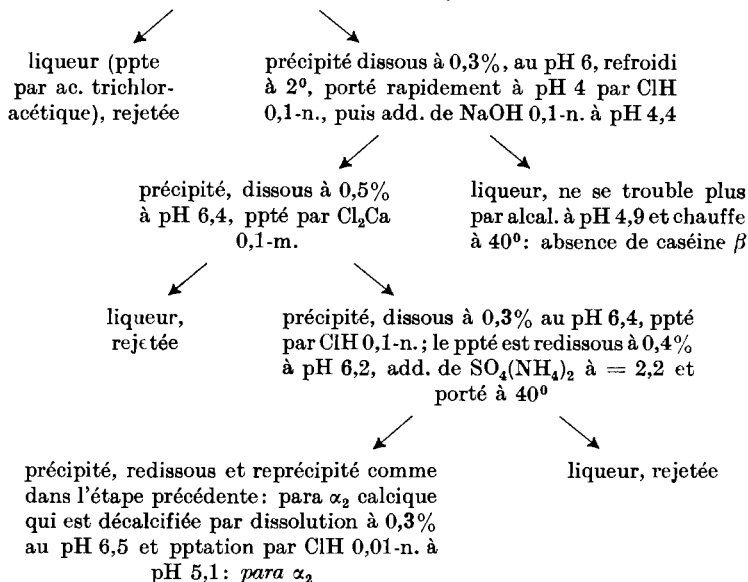 liqueur (ppte
par ac. trichlor-
acétique), rejetée
précipité dissous à 0,3%, au pH 6, refroidi
à 2⁰, porté rapidement à pH 4 par ClH
0,1-n., puis add. de NaOH 0,1-n. à pH 4,4
précipité, dissous à 0,5%
à pH 6,4, ppté par Cl₂Ca
0,1-m.
liqueur, ne se trouble plus
par alcal. à pH 4,9 et chauffe
à 40⁰: absence de caséine β
liqueur,
rejetée
précipité, dissous à 0,3% au pH 6,4, ppté
par ClH 0,1-n.; le ppté est redissous à 0,4%
à pH 6,2, add. de SO₄(NH₄)₂ à = 2,2 et
porté à 40⁰
précipité, redissous et reprécipité comme
dans l'étape précédente: para α₂ calcique
qui est décalcifiée par dissolution à 0,3%
au pH 6,5 et pptation par ClH 0,01-n. à
pH 5,1: para α₂
liqueur, rejetée